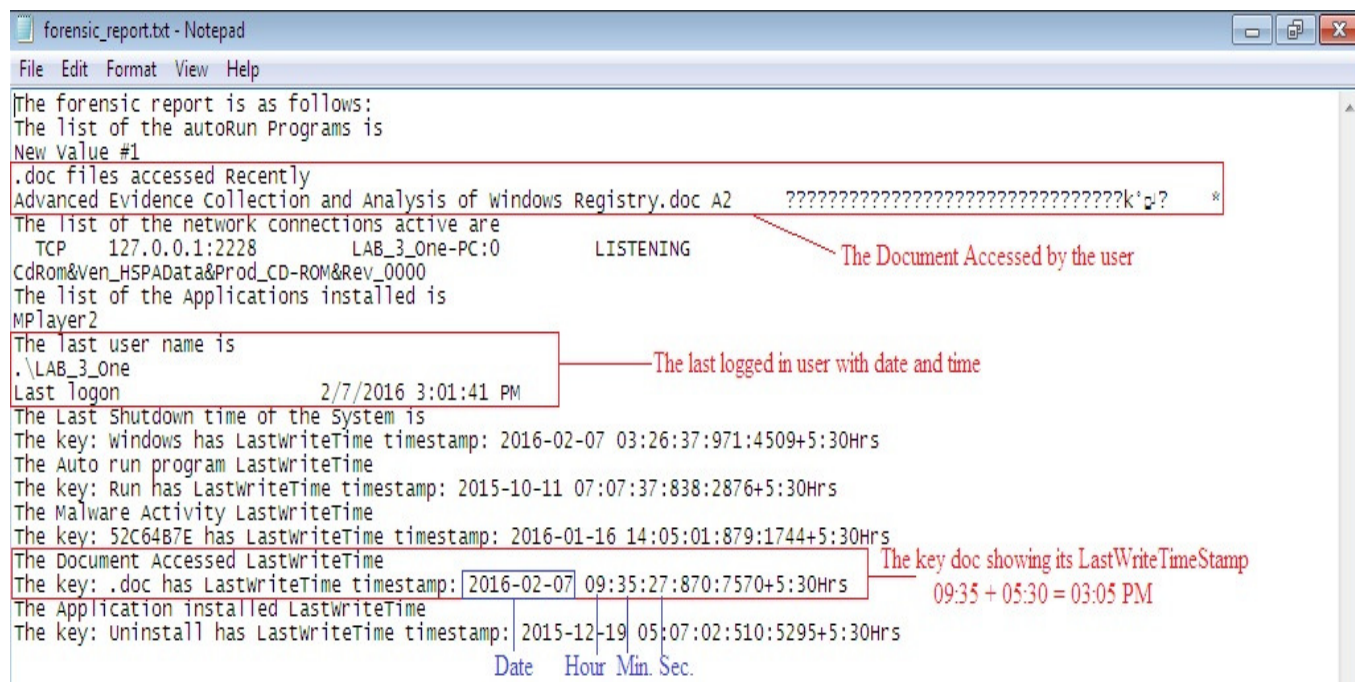 forensic_report.txt - Notepad
File Edit Format View Help
The forensic report is as follows:
The list of the autoRun Programs is
New Value #1
.doc files accessed Recently
Advanced Evidence Collection and Analysis of Windows Registry.doc A2 ????????????????????????????????k ? *
The list of the network connections active are
TCP 127.0.0.1:2228 LAB_3_One-PC:0 LISTENING
The Document Accessed by the user
CdRom&Ven_HSPAData&Prod_CD-ROM&Rev_0000
The list of the Applications installed is
MPlayer2
The last user name is
.\LAB_3_One
The last logged in user with date and time
Last logon 2/7/2016 3:01:41 PM
The Last Shutdown time of the System is
The key: Windows has LastWriteTime timestamp: 2016-02-07 03:26:37:971:4509+5:30Hrs
The Auto run program LastWriteTime
The key: Run has LastWriteTime timestamp: 2015-10-11 07:07:37:838:2876+5:30Hrs
The Malware Activity LastWriteTime
The key: 52C64B7E has LastWriteTime timestamp: 2016-01-16 14:05:01:879:1744+5:30Hrs
The Document Accessed LastWriteTime
The key: .doc has LastWriteTime timestamp: 2016-02-07 09:35:27:870:7570+5:30Hrs
The key doc showing its LastWriteTimeStamp
09:35 + 05:30 = 03:05 PM
The Application installed LastWriteTime
The key: Uninstall has LastWriteTime timestamp: 2015-12-19 05:07:02:510:5295+5:30Hrs
Date Hour Min. Sec.